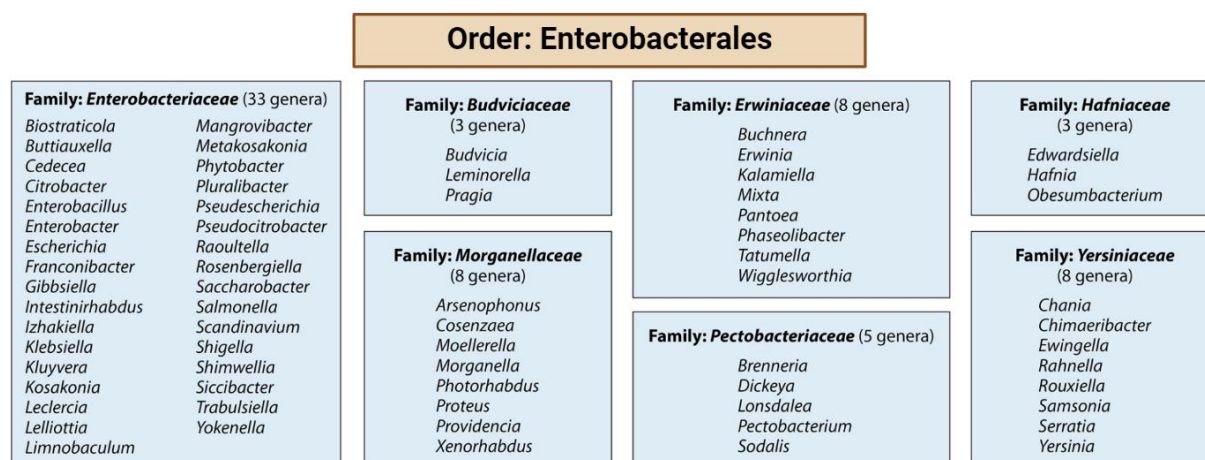 Order: Enterobacterales
Family: Enterobacteriaceae (33 genera)
Biostraticola
Buttiauxella
Cedecea
Citrobacter
Enterobacillus
Enterobacter
Escherichia
Franconibacter
Gibbsiella
Intestinirhabdus
Izhakiella
Klebsiella
Kluyvera
Kosakonia
Leclercia
Lelliottia
Limnobaculum
Mangrovibacter
Metakosakonia
Phytobacter
Pluralibacter
Pseudescherichia
Pseudocitrobacter
Raoultella
Rosenbergiella
Saccharobacter
Salmonella
Scandinavium
Shigella
Shimwellia
Siccibacter
Trabulsiella
Yokenella
Family: Budviciaceae
(3 genera)
Budvicia
Leminorella
Pragia
Family: Morganellaceae
(8 genera)
Arsenophonus
Cosenzaea
Moellerella
Morganella
Photorhabdus
Proteus
Providencia
Xenorhabdus
Family: Erwiniaceae (8 genera)
Buchnera
Erwinia
Kalamiella
Mixta
Pantoea
Phaseolibacter
Tatumella
Wigglesworthia
Family: Pectobacteriaceae (5 genera)
Brenneria
Dickeya
Lonsdalea
Pectobacterium
Sodalis
Family: Hafniaceae
(3 genera)
Edwardsiella
Hafnia
Obesumbacterium
Family: Yersiniaceae
(8 genera)
Chania
Chimaeribacter
Ewingella
Rahnella
Rouxiella
Samsonia
Serratia
Yersinia